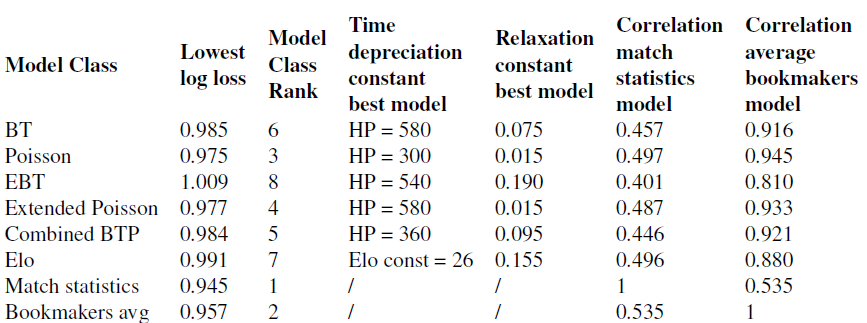 Model Class Lowest log loss Model Class Rank Time depreciation constant best model Relaxation constant best model Correlation match statistics model Correlation average bookmakers model
BT 0.985 6 HP = 580 0.075 0.457 0.916
Poisson 0.975 3 HP = 300 0.015 0.497 0.945
EBT 1.009 8 HP = 540 0.190 0.401 0.810
Extended Poisson 0.977 4 HP = 580 0.015 0.487 0.933
Combined BTP 0.984 5 HP = 360 0.095 0.446 0.921
Elo 0.991 7 Elo const = 26 0.155 0.496 0.880
Match statistics 0.945 1 / / 1 0.535
Bookmakers avg 0.957 2 / / 0.535 1